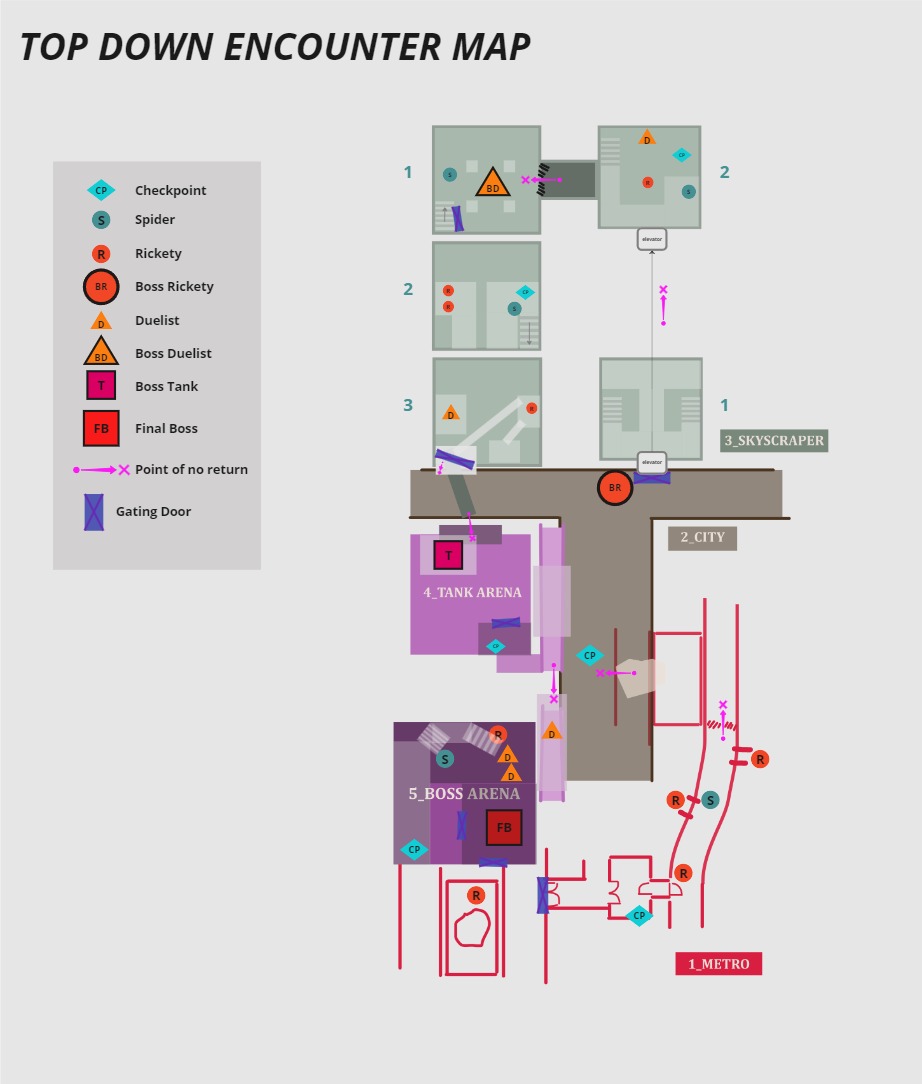 TOP DOWN ENCOUNTER MAP
CP Checkpoint
S Spider
R Rickety
BR Boss Rickety
D Duelist
BD Boss Duelist
T Boss Tank
FB Final Boss
Point of no return
Gating Door
1
S
BD
D
CP
R
S
2
elevator
2
R
R
CP
S
3
D
R
1
3_SKYSCRAPER
elevator
BR
2_CITY
T
4_TANK ARENA
CP
CP
D
R
S
D
D
5_BOSS ARENA
FB
CP
R
R
S
R
R
CP
1_METRO